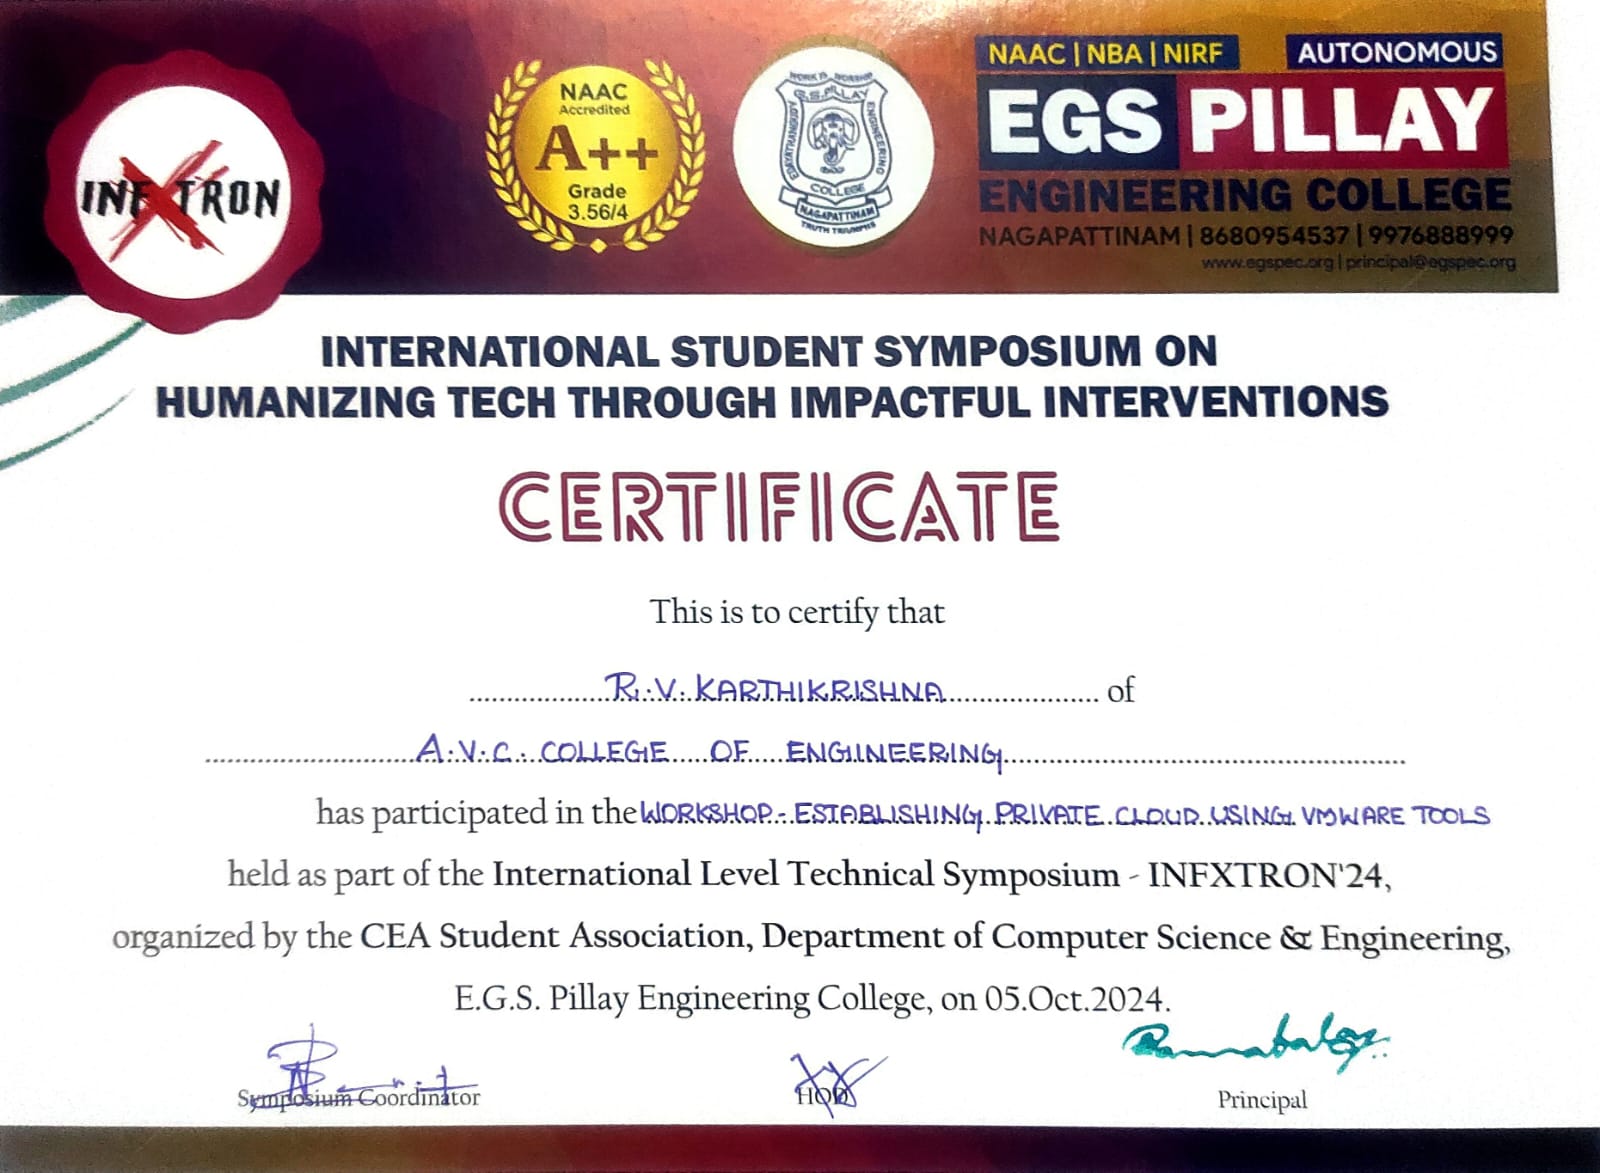 INFXTRON
NAAC
Accredited
A++
Grade
3.56/4
WORK IS WORSHIP
E.G.S. PILLAY
ENGINEERING
COLLEGE
NAGAPATTINAM
TRUTH TRIUMPHS
NAAC | NBA | NIRF AUTONOMOUS
EGS PILLAY
ENGINEERING COLLEGE
NAGAPATTINAM | 8680954537 | 9976888999
www.egspec.org | principal@egspec.org
INTERNATIONAL STUDENT SYMPOSIUM ON
HUMANIZING TECH THROUGH IMPACTFUL INTERVENTIONS
CERTIFICATE
This is to certify that
R.V. KARTHIKRISHNA of
A.V.C. COLLEGE OF ENGINEERING
has participated in the WORKSHOP - ESTABLISHING PRIVATE CLOUD USING VMWARE TOOLS
held as part of the International Level Technical Symposium - INFXTRON'24,
organized by the CEA Student Association, Department of Computer Science & Engineering,
E.G.S. Pillay Engineering College, on 05.Oct.2024.
Symposium Coordinator HOD Principal